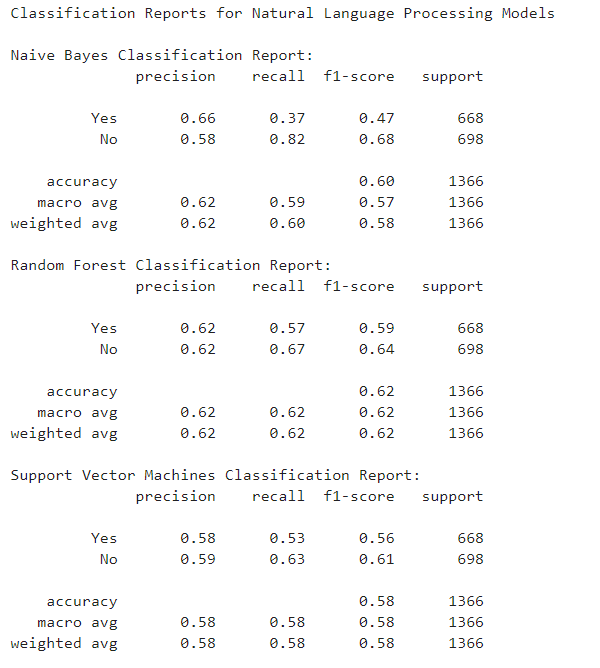 Classification Reports for Natural Language Processing Models
Naive Bayes Classification Report:
precision recall f1-score support
Yes 0.66 0.37 0.47 668
No 0.58 0.82 0.68 698
accuracy 0.60 1366
macro avg 0.62 0.59 0.57 1366
weighted avg 0.62 0.60 0.58 1366
Random Forest Classification Report:
precision recall f1-score support
Yes 0.62 0.57 0.59 668
No 0.62 0.67 0.64 698
accuracy 0.62 1366
macro avg 0.62 0.62 0.62 1366
weighted avg 0.62 0.62 0.62 1366
Support Vector Machines Classification Report:
precision recall f1-score support
Yes 0.58 0.53 0.56 668
No 0.59 0.63 0.61 698
accuracy 0.58 1366
macro avg 0.58 0.58 0.58 1366
weighted avg 0.58 0.58 0.58 1366